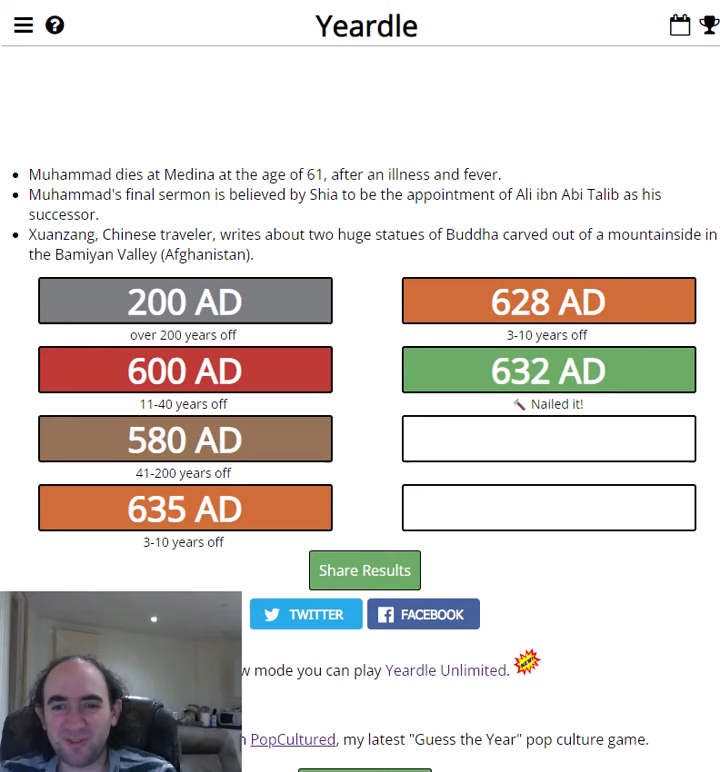 Yeardle
Muhammad dies at Medina at the age of 61, after an illness and fever.
Muhammad's final sermon is believed by Shia to be the appointment of Ali ibn Abi Talib as his
successor.
Xuanzang, Chinese traveler, writes about two huge statues of Buddha carved out of a mountainside in
the Bamiyan Valley (Afghanistan).
200 AD
over 200 years off
600 AD
11-40 years off
580 AD
41-200 years off
635 AD
3-10 years off
628 AD
3-10 years off
632 AD
Nailed it!
Share Results
TWITTER
FACEBOOK
w mode you can play Yeardle Unlimited. NEW!
PopCultured, my latest "Guess the Year" pop culture game.